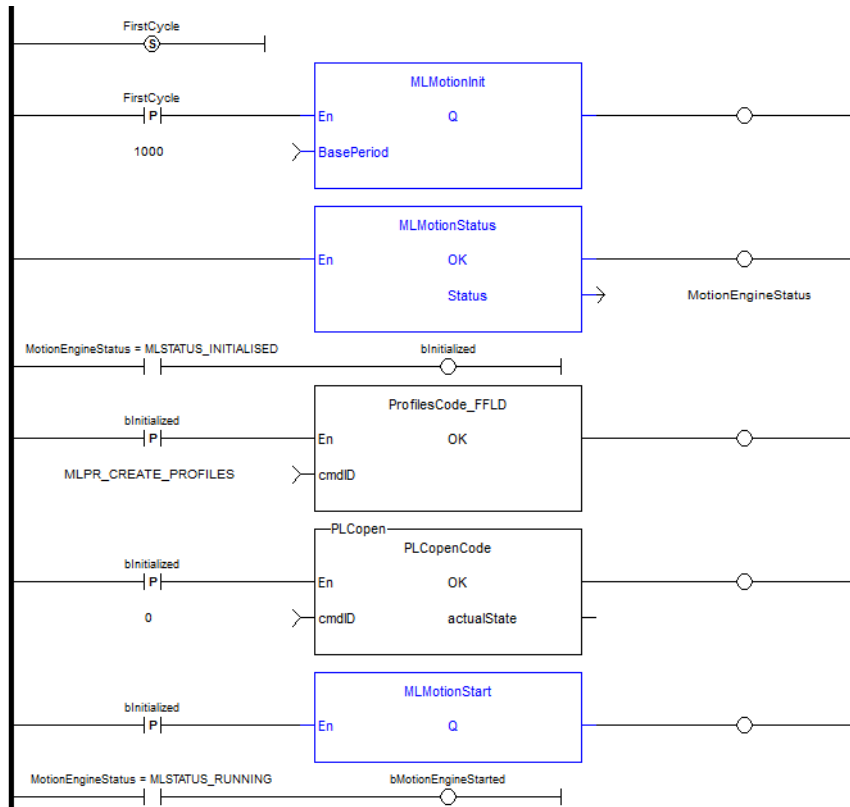 FirstCycle
S
FirstCycle
P
MLMotionInit
En Q
1000
BasePeriod
MLMotionStatus
En OK
Status
MotionEngineStatus
MotionEngineStatus = MLSTATUS_INITIALISED
bInitialized
bInitialized
P
ProfilesCode_FFLD
En OK
MLPR_CREATE_PROFILES
cmdID
PLCopen
PLCopenCode
bInitialized
P
En OK
0
cmdID actualState
MLMotionStart
bInitialized
P
En Q
MotionEngineStatus = MLSTATUS_RUNNING
bMotionEngineStarted